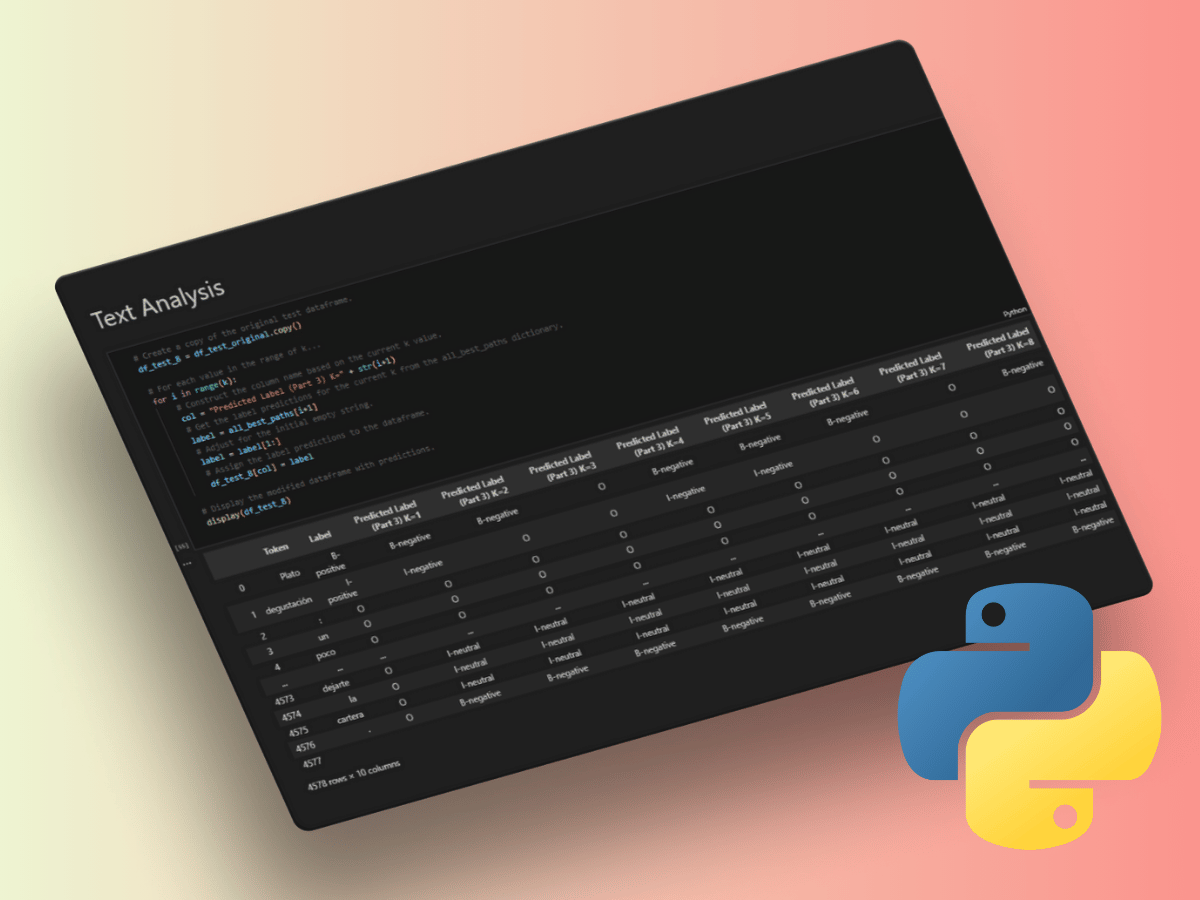 Text Analysis
# Create a copy of the original test dataframe.
df_test_8 = df_test_original.copy()
# For each value in the range of k...
for i in range(k):
# Construct the column name based on the current k value.
col = "Predicted Label (Part 3) K=" + str(i+1)
# Get the label predictions for the current k from the all_best_paths dictionary.
label = all_best_paths[i+1]
# Adjust for the initial empty string.
label = label[1:]
# Assign the label predictions to the dataframe.
df_test_8[col] = label
# Display the modified dataframe with predictions.
display(df_test_8)
Python
...
Token Label Predicted Label (Part 3) K=1 Predicted Label (Part 3) K=2 Predicted Label (Part 3) K=3 Predicted Label (Part 3) K=4 Predicted Label (Part 3) K=5 Predicted Label (Part 3) K=6 Predicted Label (Part 3) K=7 Predicted Label (Part 3) K=8
0 Plato B-positive B-negative B-negative O B-negative B-negative B-negative O B-negative
1 degustación I-positive I-negative O O I-negative I-negative O O O
2 : O O O O O O O O O
3 un O O O O O O O O O
4 poco O O O O O O O O O
... ... ... ... ... ... ... ... ... ... ...
4573 dejarte O I-neutral I-neutral I-neutral I-neutral I-neutral I-neutral I-neutral I-neutral
4574 la O I-neutral I-neutral I-neutral I-neutral I-neutral I-neutral I-neutral I-neutral
4575 cartera O I-neutral I-neutral I-neutral I-neutral I-neutral I-neutral I-neutral I-neutral
4576 . O B-negative B-negative B-negative B-negative B-negative B-negative B-negative B-negative
4577
4578 rows × 10 columns